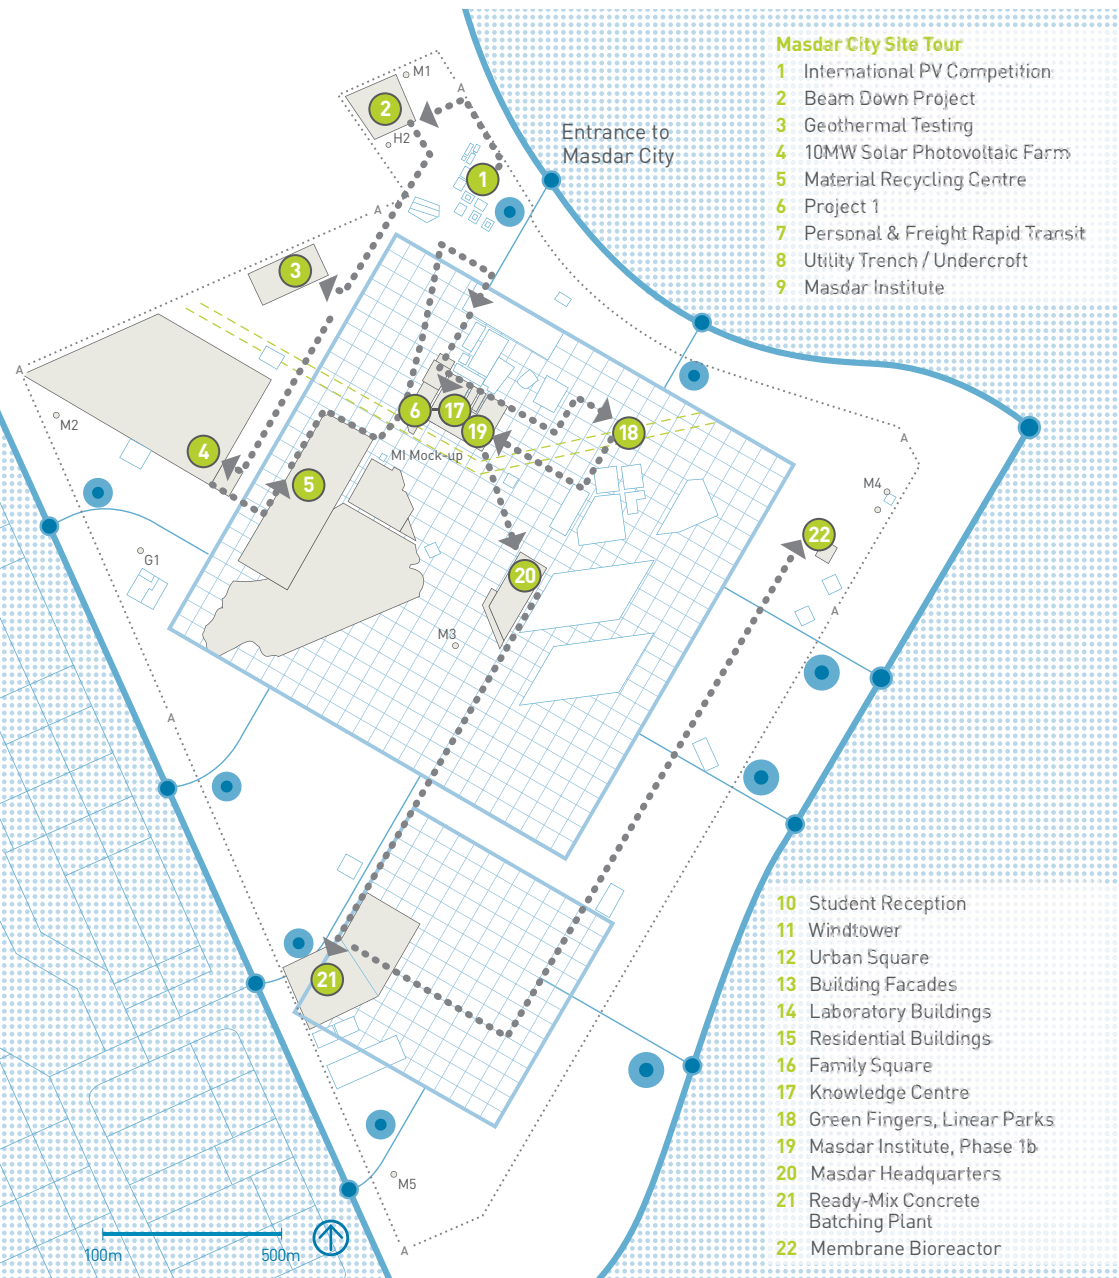 Masdar City Site Tour
1 International PV Competition
2 Beam Down Project
3 Geothermal Testing
4 10MW Solar Photovoltaic Farm
5 Material Recycling Centre
6 Project 1
7 Personal & Freight Rapid Transit
8 Utility Trench / Undercroft
9 Masdar Institute
M1
2
A
H2
Entrance to
Masdar City
1
A
3
A
M2
6
17
19
18
MI Mock-up
4
5
A
M4
22
G1
20
A
M3
A
21
10 Student Reception
11 Windtower
12 Urban Square
13 Building Facades
14 Laboratory Buildings
15 Residential Buildings
16 Family Square
17 Knowledge Centre
18 Green Fingers, Linear Parks
19 Masdar Institute, Phase 1b
20 Masdar Headquarters
21 Ready-Mix Concrete
Batching Plant
22 Membrane Bioreactor
M5
A
100m
500m